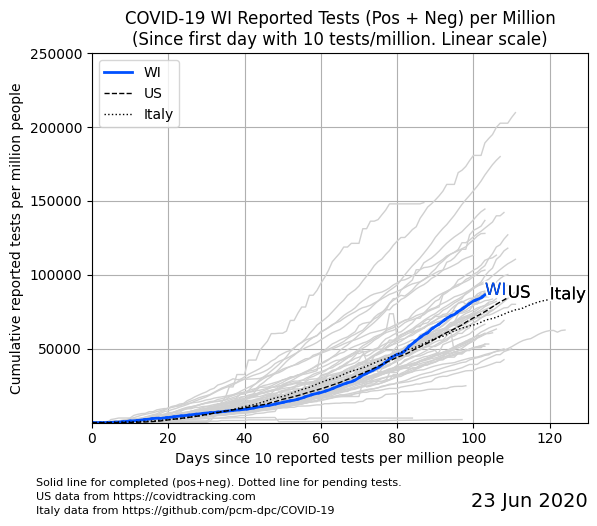 COVID-19 WI Reported Tests (Pos + Neg) per Million
(Since first day with 10 tests/million. Linear scale)
Cumulative reported tests per million people
250000
200000
150000
100000
50000
WI
US
Italy
WI
US
Italy
0
20
40
60
80
100
120
Days since 10 reported tests per million people
Solid line for completed (pos+neg). Dotted line for pending tests.
US data from https://covidtracking.com
Italy data from https://github.com/pcm-dpc/COVID-19
23 Jun 2020